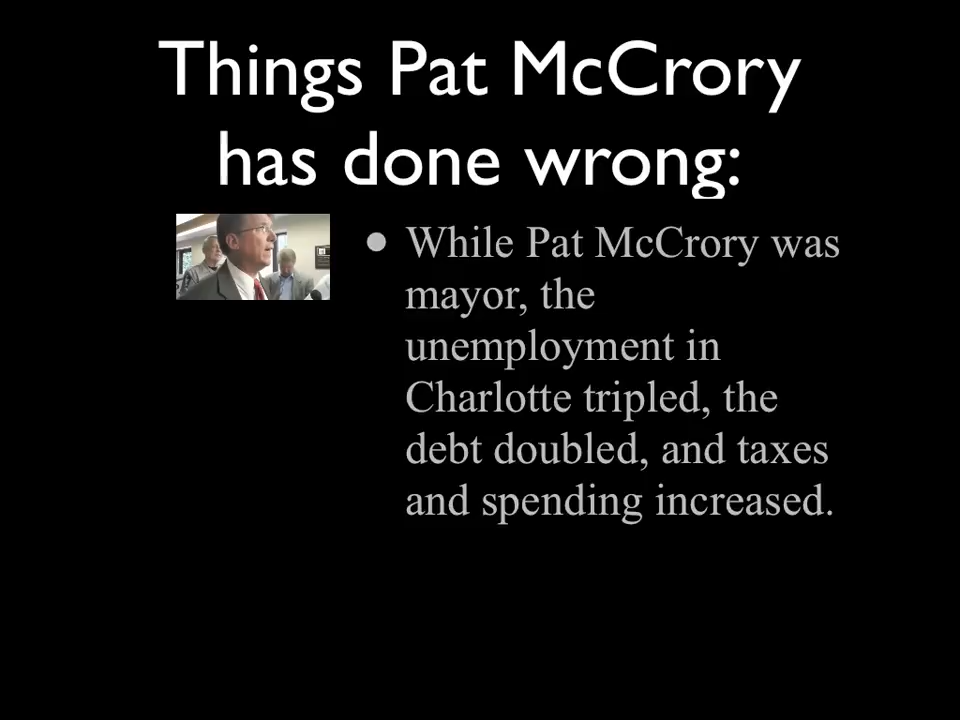 Things Pat McCrory
has done wrong:
• While Pat McCrory was
mayor, the
unemployment in
Charlotte tripled, the
debt doubled, and taxes
and spending increased.